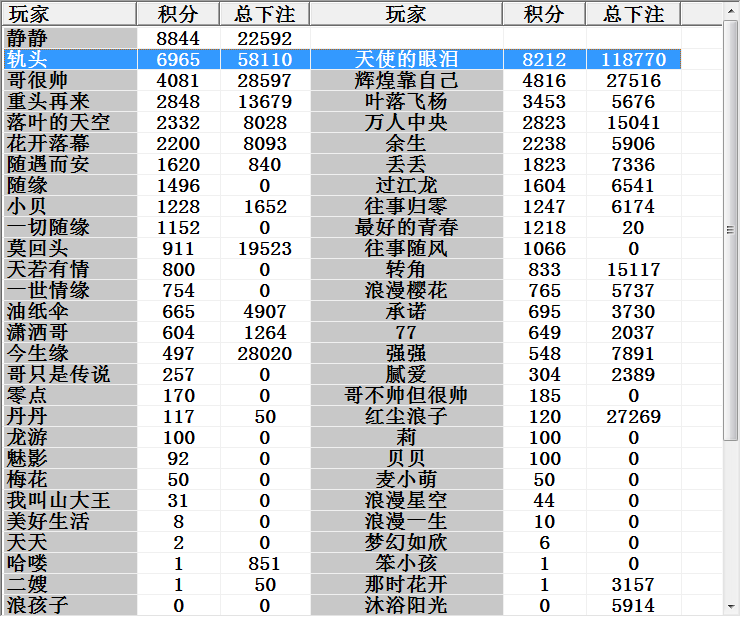 玩家 积分 总下注 玩家 积分 总下注
静静 8844 22592
轨头 6965 58110 天使的眼泪 8212 118770
哥很帅 4081 28597 辉煌靠自己 4816 27516
重头再来 2848 13679 叶落飞杨 3453 5676
落叶的天空 2332 8028 万人中央 2823 15041
花开落幕 2200 8093 余生 2238 5906
随遇而安 1620 840 丢丢 1823 7336
随缘 1496 0 过江龙 1604 6541
小贝 1228 1652 往事归零 1247 6174
一切随缘 1152 0 最好的青春 1218 20
莫回头 911 19523 往事随风 1066 0
天若有情 800 0 转角 833 15117
一世情缘 754 0 浪漫樱花 765 5737
油纸伞 665 4907 承诺 695 3730
潇洒哥 604 1264 77 649 2037
今生缘 497 28020 强强 548 7891
哥只是传说 257 0 腻爱 304 2389
零点 170 0 哥不帅但很帅 185 0
丹丹 117 50 红尘浪子 120 27269
龙游 100 0 莉 100 0
魅影 92 0 贝贝 100 0
梅花 50 0 麦小萌 50 0
我叫山大王 31 0 浪漫星空 44 0
美好生活 8 0 浪漫一生 10 0
天天 2 0 梦幻如欣 6 0
哈喽 1 851 笨小孩 1 0
二嫂 1 50 那时花开 1 3157
浪孩子 0 0 沐浴阳光 0 5914